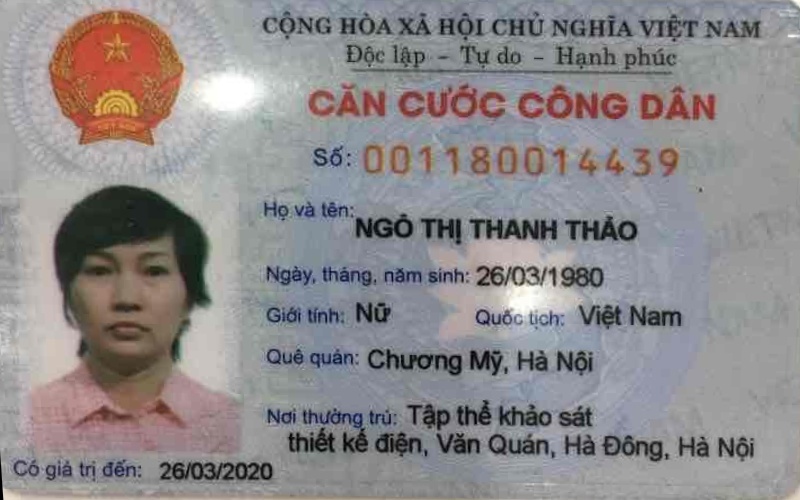 CỘNG HÒA XÃ HỘI CHỦ NGHĨA VIỆT NAM
Độc lập - Tự do - Hạnh phúc
CĂN CƯỚC CÔNG DÂN
Số: 001180014439
Họ và tên: NGÔ THỊ THANH THẢO
Ngày, tháng, năm sinh: 26/03/1980
Giới tính: Nữ Quốc tịch: Việt Nam
Quê quán: Chương Mỹ, Hà Nội
Nơi thường trú: Tập thể khảo sát
thiết kế điện, Văn Quán, Hà Đông, Hà Nội
Có giá trị đến: 26/03/2020